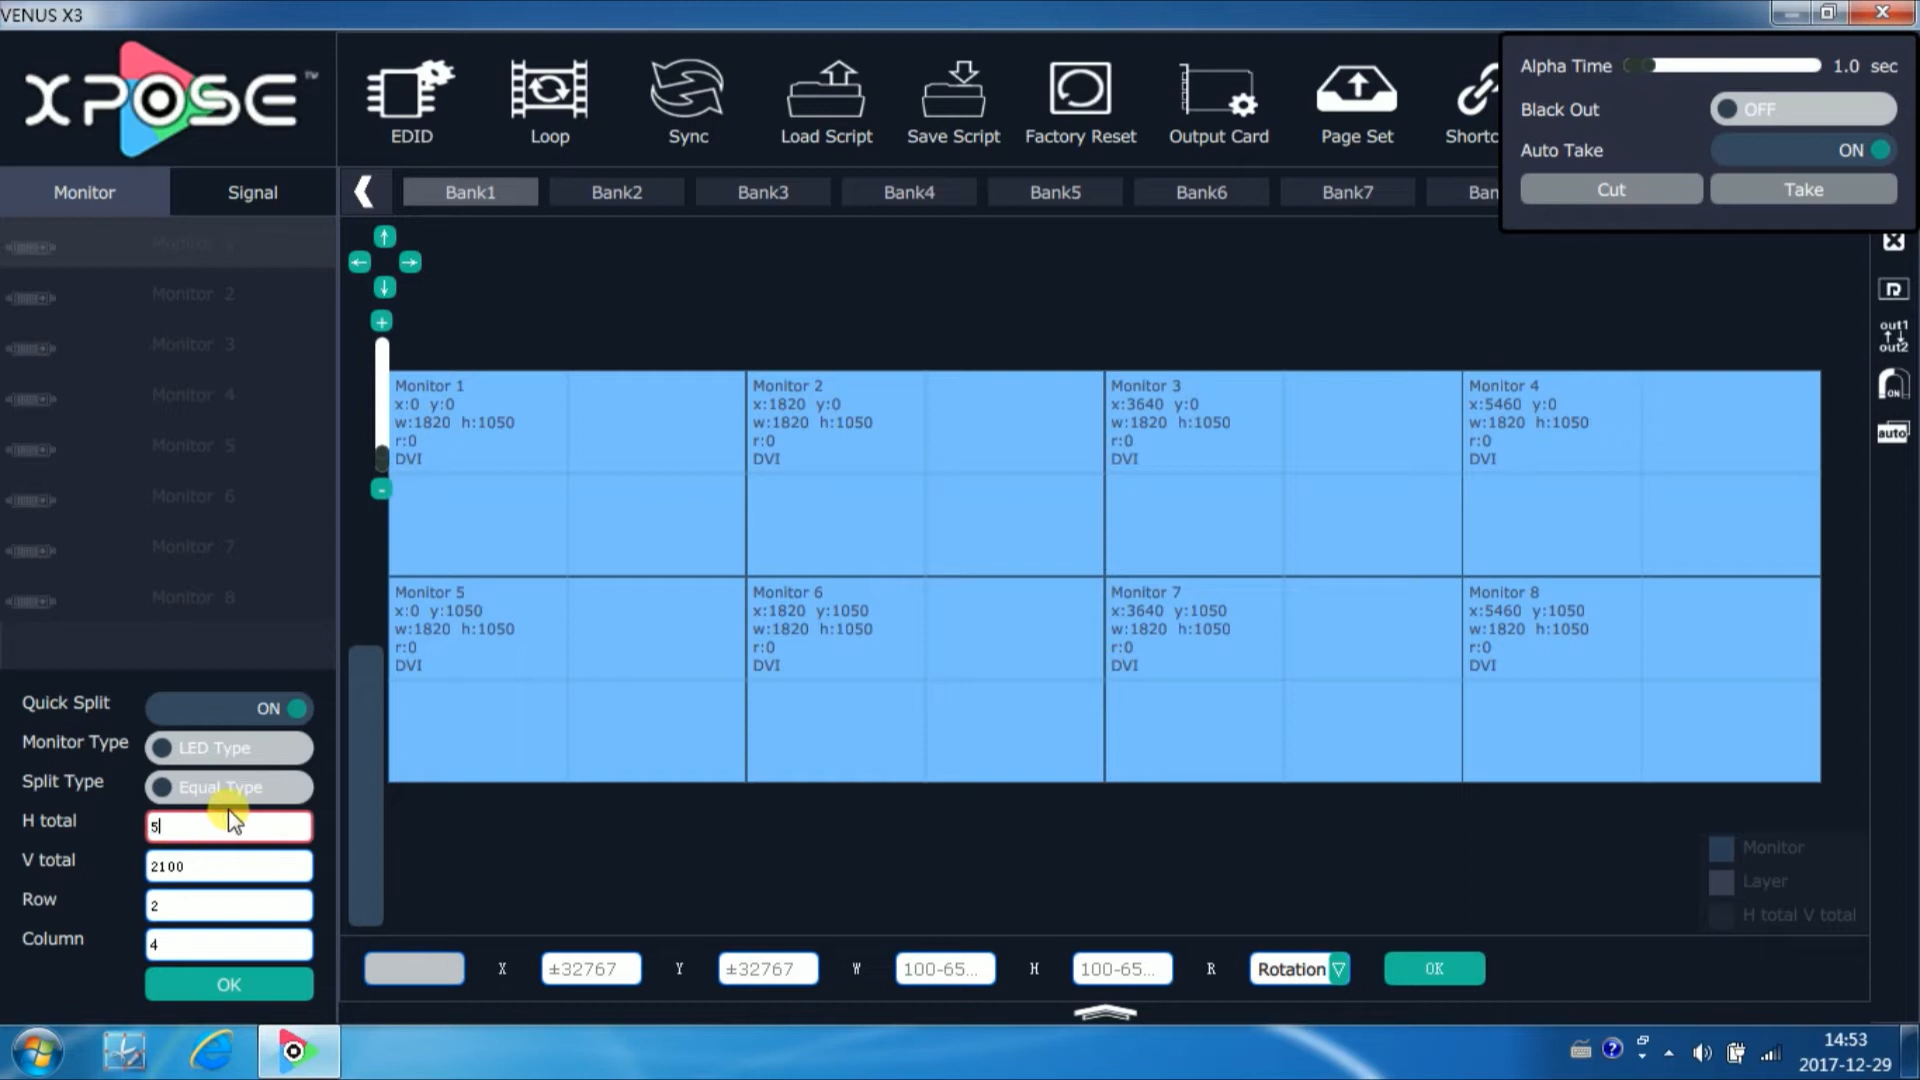 VENUS X3
XPOSE™
EDID
Loop
Sync
Load Script
Save Script
Factory Reset
Output Card
Page Set
Shortc
Alpha Time 1.0 sec
Black Out OFF
Auto Take ON
Cut Take
Monitor Signal
Bank1 Bank2 Bank3 Bank4 Bank5 Bank6 Bank7 Ban
Monitor
Monitor 2
Monitor 3
Monitor 4
Monitor 5
Monitor 6
Monitor 7
Monitor 8
out1
out2
ON
auto
Monitor 1
x:0 y:0
w:1820 h:1050
r:0
DVI
Monitor 2
x:1820 y:0
w:1820 h:1050
r:0
DVI
Monitor 3
x:3640 y:0
w:1820 h:1050
r:0
DVI
Monitor 4
x:5460 y:0
w:1820 h:1050
r:0
DVI
Monitor 5
x:0 y:1050
w:1820 h:1050
r:0
DVI
Monitor 6
x:1820 y:1050
w:1820 h:1050
r:0
DVI
Monitor 7
x:3640 y:1050
w:1820 h:1050
r:0
DVI
Monitor 8
x:5460 y:1050
w:1820 h:1050
r:0
DVI
Quick Split ON
Monitor Type LED Type
Split Type Equal Type
H total 5
V total 2100
Row 2
Column 4
OK
Monitor
Layer
H total V total
X ±32767 Y ±32767 W 100-65... H 100-65... R Rotation OK
14:53
2017-12-29